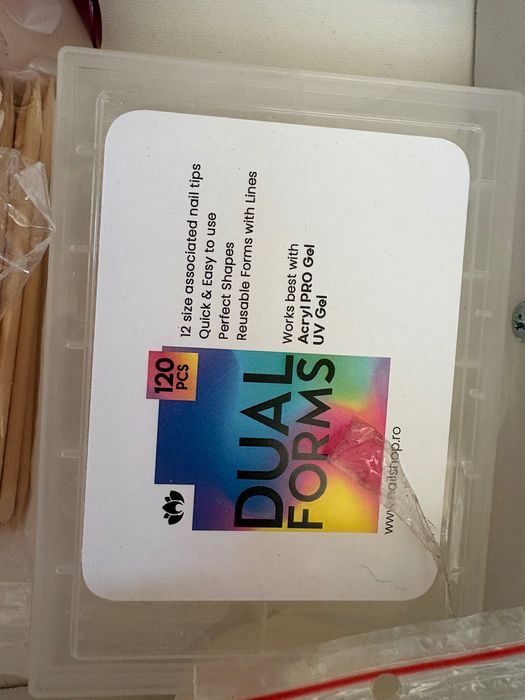 120
PCS
DUAL
FORMS
12 size associated nail tips
Quick & Easy to use
Perfect Shapes
Reusable Forms with Lines
Works best with
Acryl PRO Gel
UV Gel